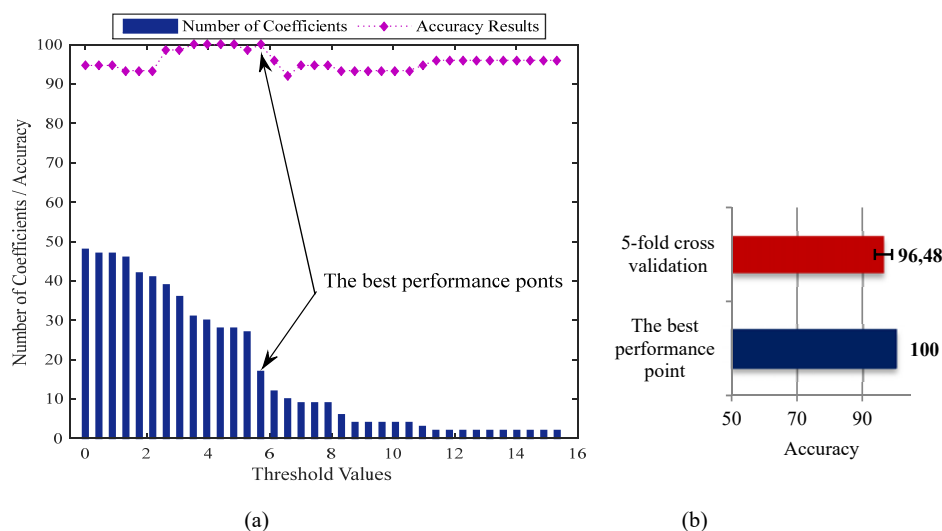 Number of Coefficients Accuracy Results
Number of Coefficients / Accuracy
100
90
80
70
60
50
40
30
20
10
0
0 2 4 6 8 10 12 14 16
Threshold Values
The best performance ponts
(a)
5-fold cross
validation
96,48
The best
performance
point
100
50 70 90
Accuracy
(b)